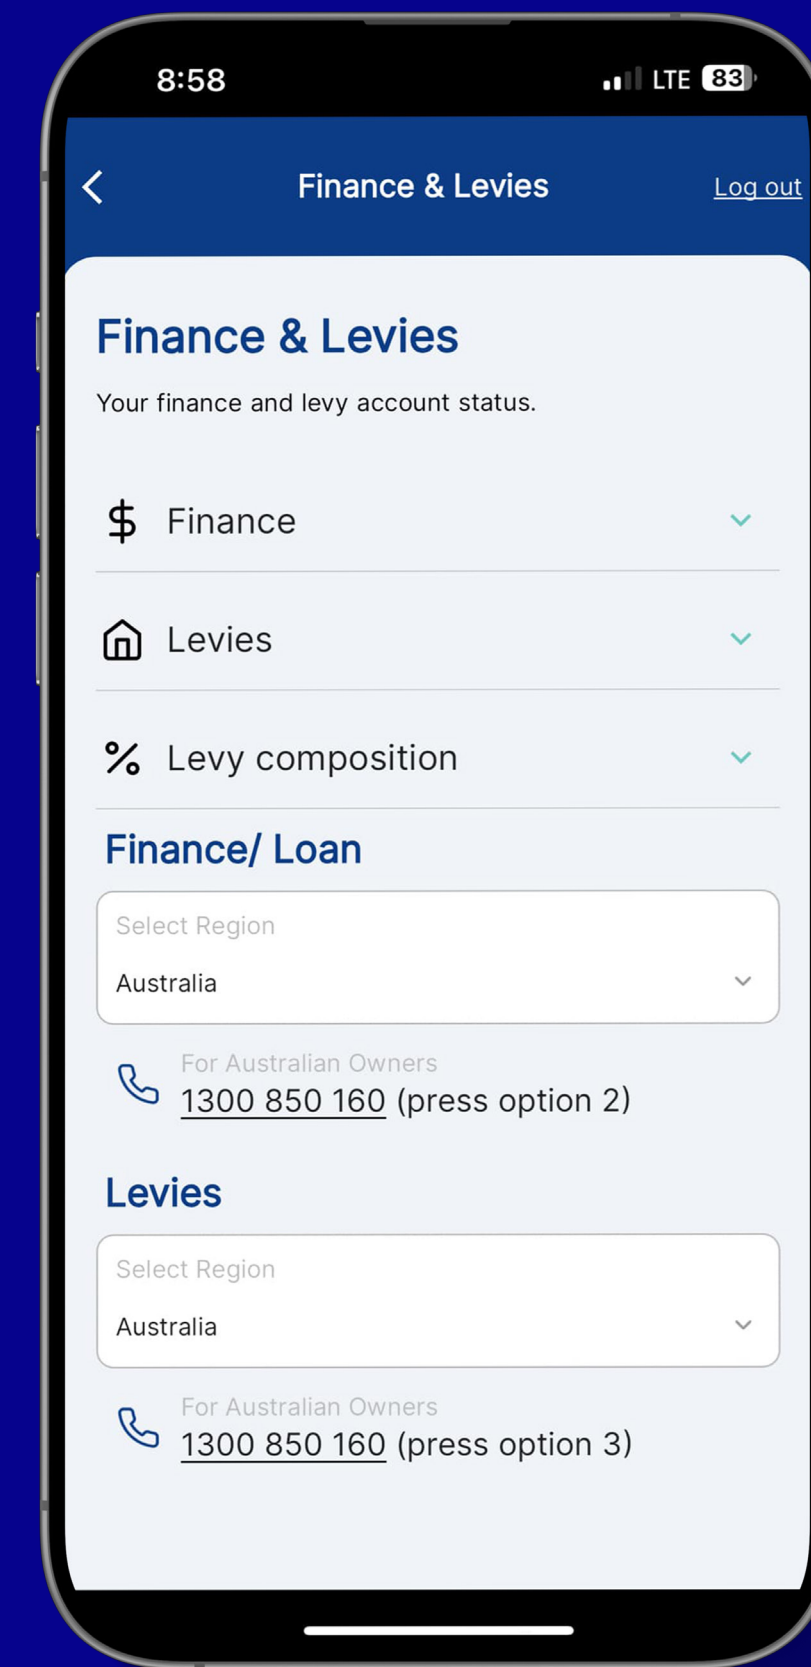 8:58 LTE 83
Finance & Levies Log out
Finance & Levies
Your finance and levy account status.
$ Finance
Levies
% Levy composition
Finance/ Loan
Select Region
Australia
For Australian Owners
1300 850 160 (press option 2)
Levies
Select Region
Australia
For Australian Owners
1300 850 160 (press option 3)